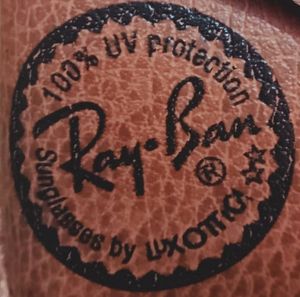 100% UV protection
Ray-Ban
®
Sunglasses by LUXOTTICA